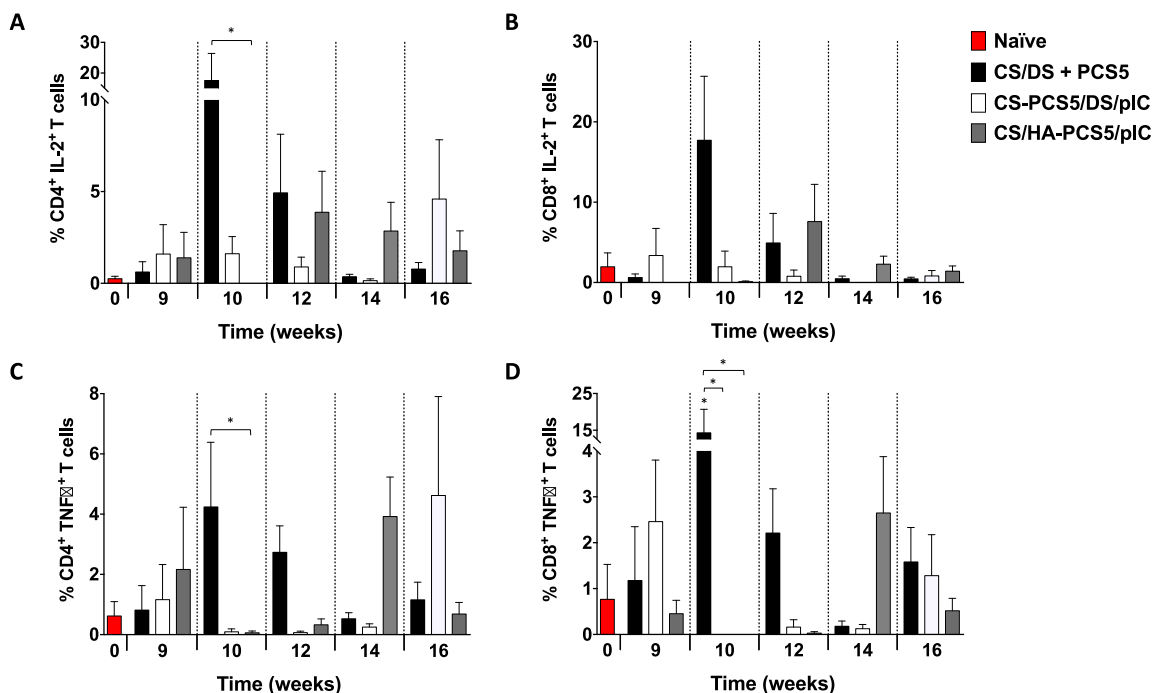 A
% CD4⁺ IL-2⁺ T cells
30
20
10
10
5
0
*
0 9 10 12 14 16
Time (weeks)
B
% CD8⁺ IL-2⁺ T cells
30
20
10
0
0 9 10 12 14 16
Time (weeks)
Naïve
CS/DS + PCS5
CS-PCS5/DS/pIC
CS/HA-PCS5/pIC
C
% CD4⁺ TNF☒⁺ T cells
8
6
4
2
0
*
0 9 10 12 14 16
Time (weeks)
D
% CD8⁺ TNF☒⁺ T cells
25
15
4
3
2
1
0
*
*
*
0 9 10 12 14 16
Time (weeks)